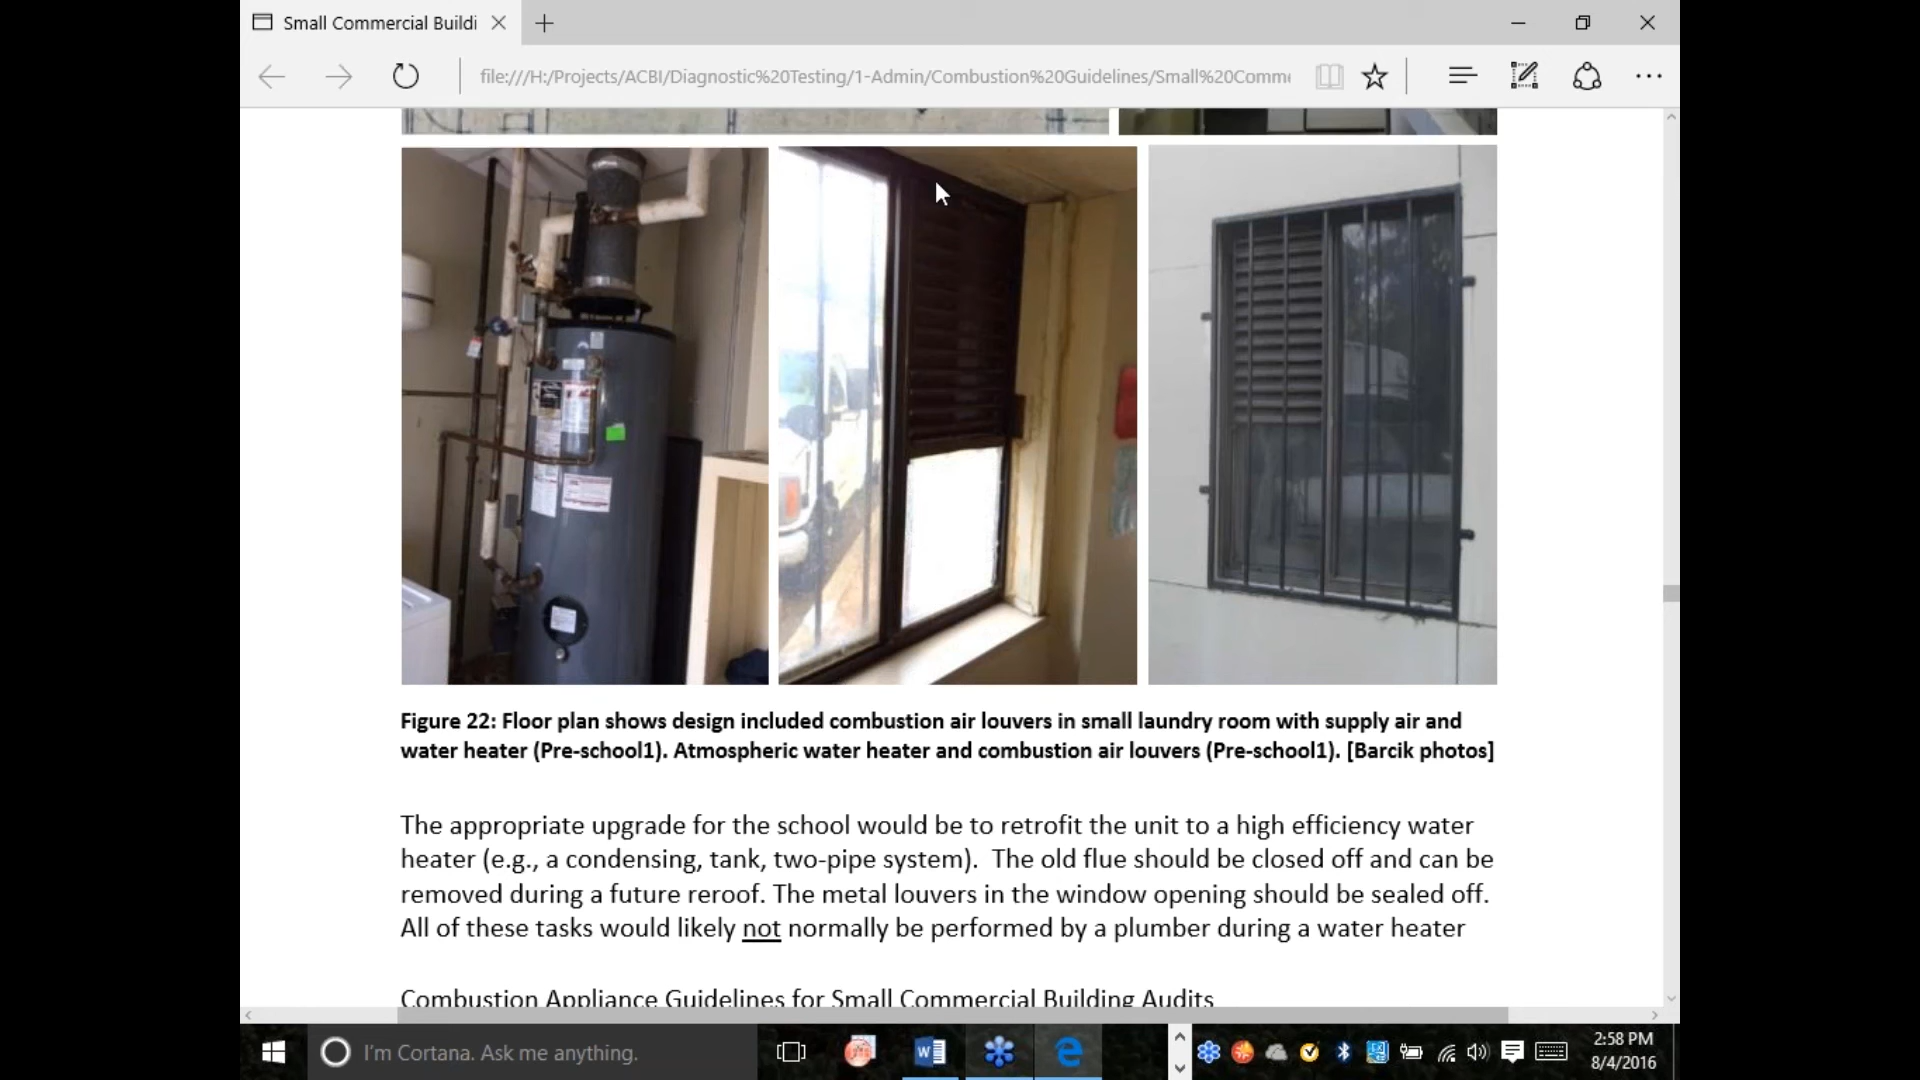 Small Commercial Buildi
file:///H:/Projects/ACBI/Diagnostic%20Testing/1-Admin/Combustion%20Guidelines/Small%20Comme
Figure 22: Floor plan shows design included combustion air louvers in small laundry room with supply air and
water heater (Pre-school1). Atmospheric water heater and combustion air louvers (Pre-school1). [Barcik photos]
The appropriate upgrade for the school would be to retrofit the unit to a high efficiency water
heater (e.g., a condensing, tank, two-pipe system).  The old flue should be closed off and can be
removed during a future reroof. The metal louvers in the window opening should be sealed off.
All of these tasks would likely not normally be performed by a plumber during a water heater
Combustion Appliance Guidelines for Small Commercial Building Audits
I'm Cortana. Ask me anything.
2:58 PM
8/4/2016